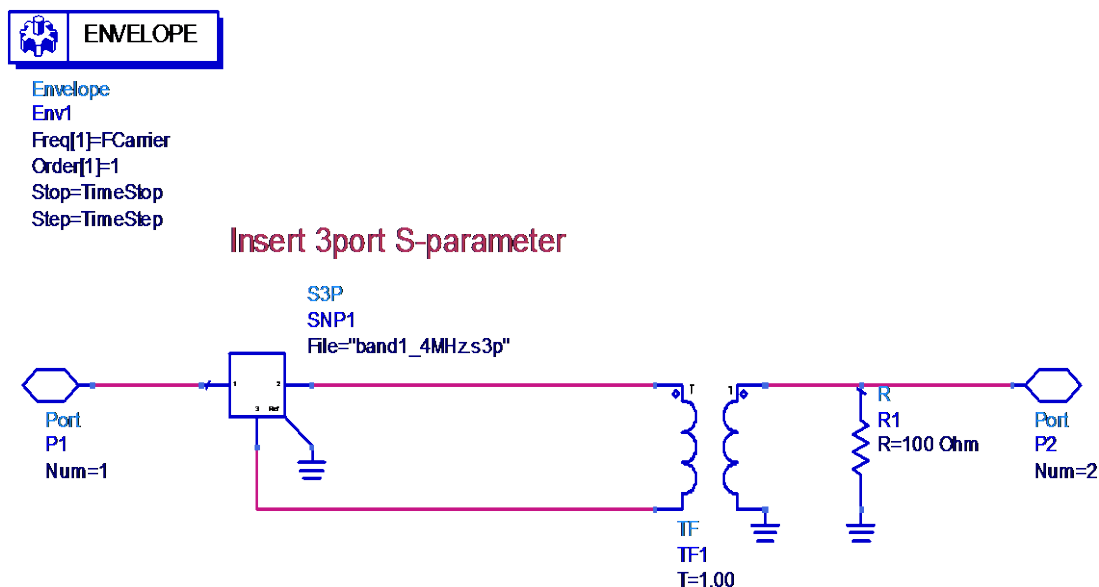 ENVELOPE
Envelope
Env1
Freq[1]=FCarrier
Order[1]=1
Stop=TimeStop
Step=TimeStep
Insert 3port S-parameter
S3P
SNP1
File="band1_4MHz.s3p"
1
2
3 Ref
T
1
Port
P1
Num=1
R
R1
R=100 Ohm
Port
P2
Num=2
TF
TF1
T=1.00